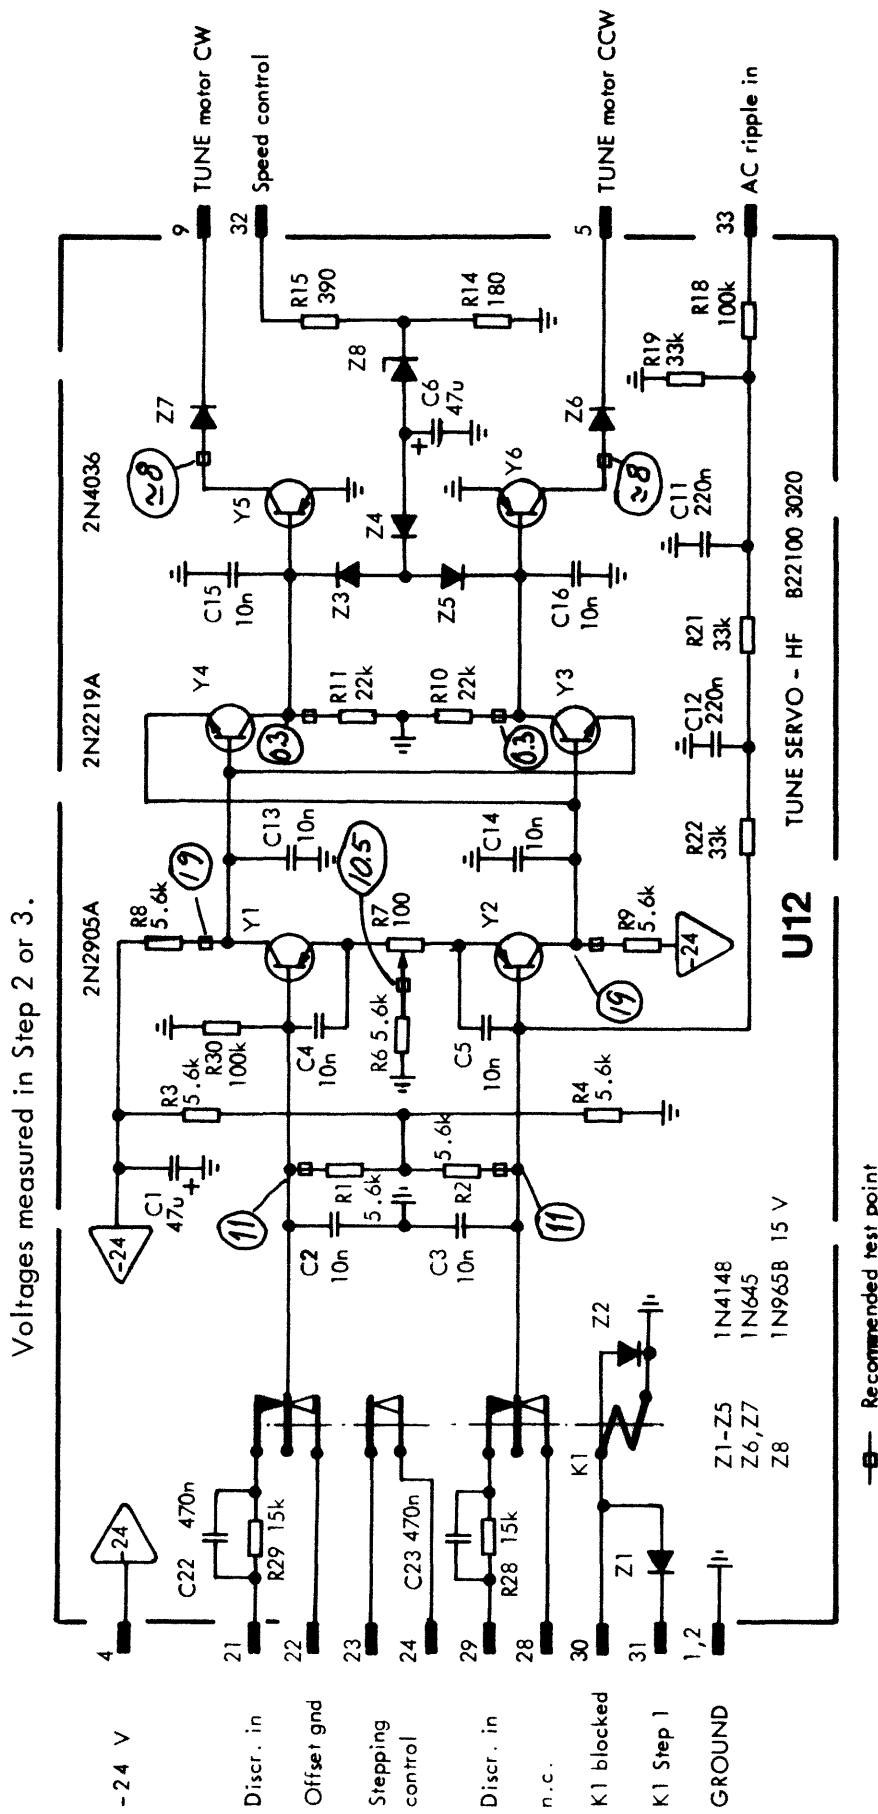 Voltages measured in Step 2 or 3.
2N2905A
2N2219A
2N4036
-24 V
4
-24
-24
C1
47u
+
R3
5.6k
R8
5.6k
19
R30
100k
C4
10n
Y1
C13
10n
Y4
C15
10n
Y5
≃8
Z7
9
TUNE motor CW
32
Speed control
Discr. in
21
C22
470n
R29
15k
Offset gnd
22
11
C2
10n
R1
5.6k
R6
5.6k
10.5
R7
100
0.3
R11
22k
Z3
Z4
Z8
R15
390
R14
180
C6
47u
+
Stepping
control
23
24
C23
470n
C3
10n
R2
5.6k
11
C5
10n
Y2
C14
10n
R10
22k
0.3
Z5
Y3
C16
10n
Y6
≃8
Z6
5
TUNE motor CCW
Discr. in
29
R28
15k
n.c.
28
R4
5.6k
19
R9
5.6k
-24
K1 blocked
30
K1
Z2
K1 Step 1
31
Z1
GROUND
1,2
R22
33k
C12
220n
R21
33k
C11
220n
R19
33k
R18
100k
33
AC ripple in
Z1-Z5 1N4148
Z6,Z7 1N645
Z8 1N965B 15 V
U12
TUNE SERVO - HF B22100 3020
Recommended test point